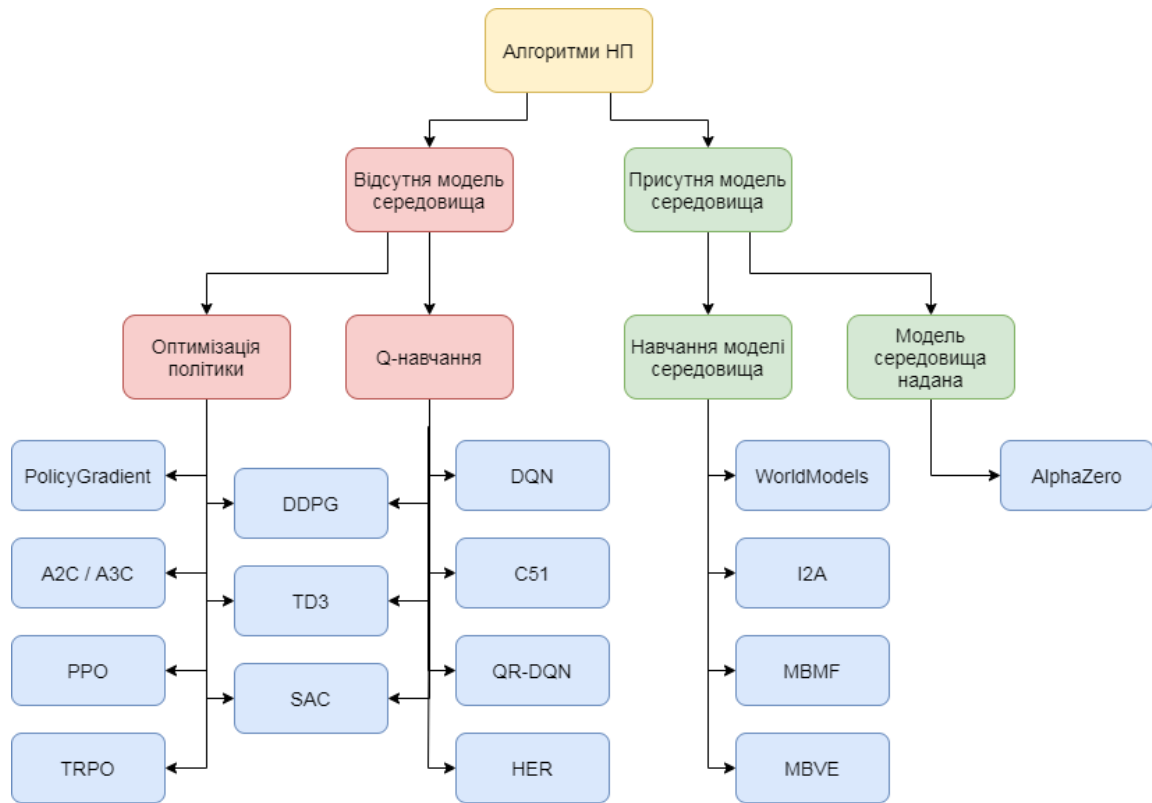 Алгоритми НП
Відсутня модель
середовища
Присутня модель
середовища
Оптимізація
політики
Q-навчання
Навчання моделі
середовища
Модель
середовища
надана
PolicyGradient
DDPG
DQN
WorldModels
AlphaZero
A2C / A3C
TD3
C51
I2A
PPO
SAC
QR-DQN
MBMF
TRPO
HER
MBVE